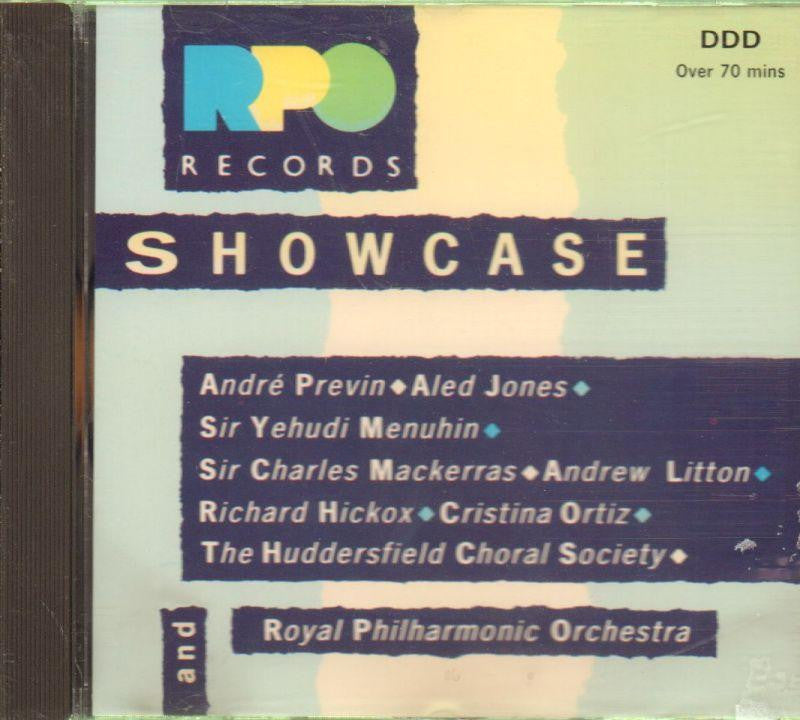 RPO
RECORDS
DDD
Over 70 mins
SHOWCASE
André Previn◆Aled Jones◆
Sir Yehudi Menuhin◆
Sir Charles Mackerras◆Andrew Litton◆
Richard Hickox◆Cristina Ortiz◆
The Huddersfield Choral Society◆
and
Royal Philharmonic Orchestra